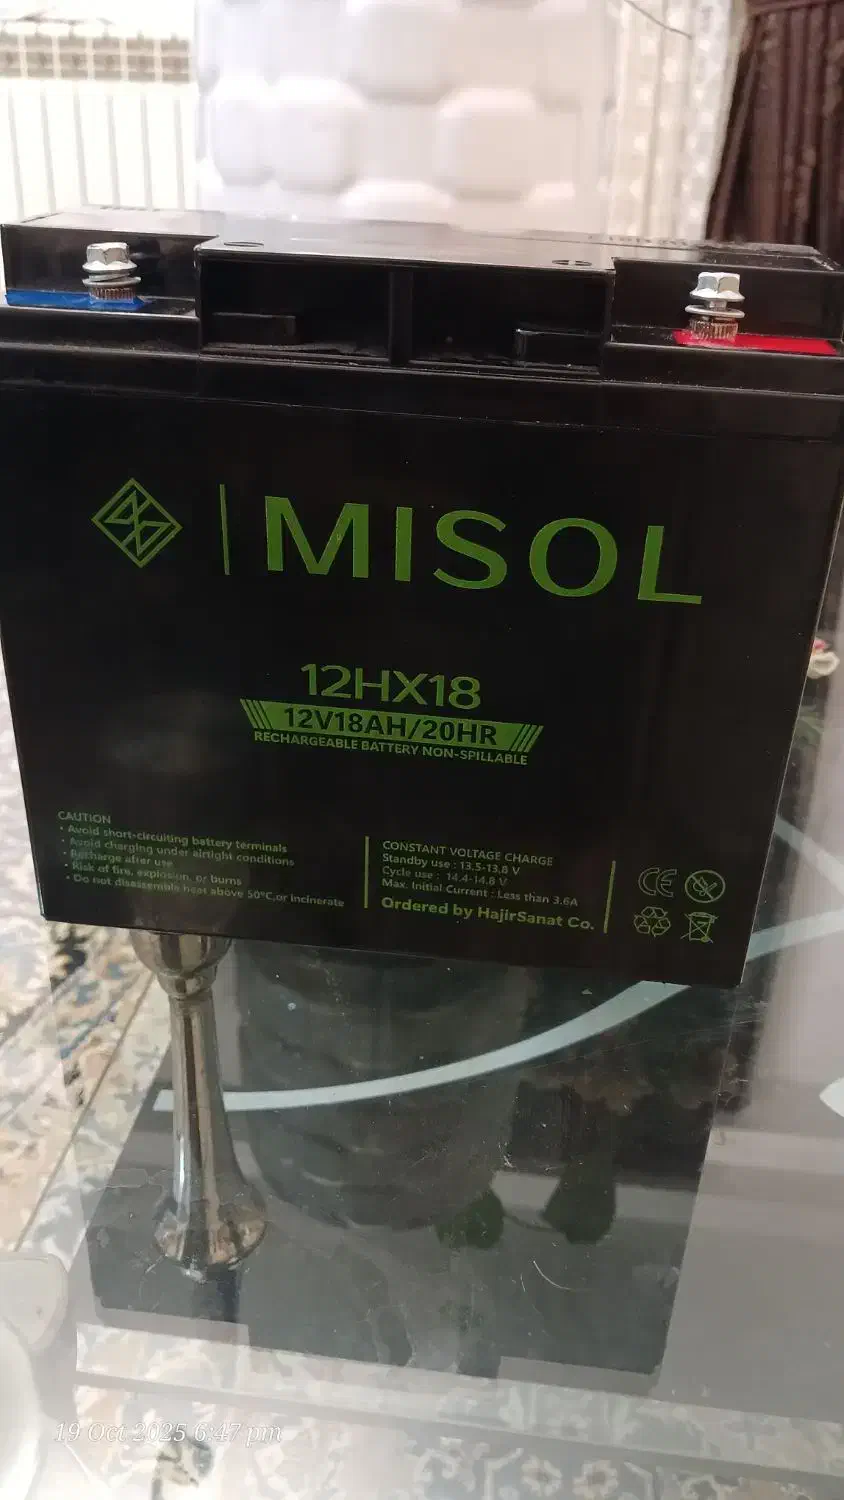 MISOL
12HX18
12V18AH/20HR
RECHARGEABLE BATTERY NON-SPILLABLE
CAUTION
• Avoid short-circuiting battery terminals
• Avoid charging under airtight conditions
• Recharge after use
• Risk of fire, explosion, or burns
• Do not disassemble heat above 50°C,or incinerate
CONSTANT VOLTAGE CHARGE
Standby use : 13.5-13.8 V
Cycle use : 14.4-14.8 V
Max. Initial Current : Less than 3.6A
Ordered by HajirSanat Co.
CE
19 Oct 2025 6:47 pm